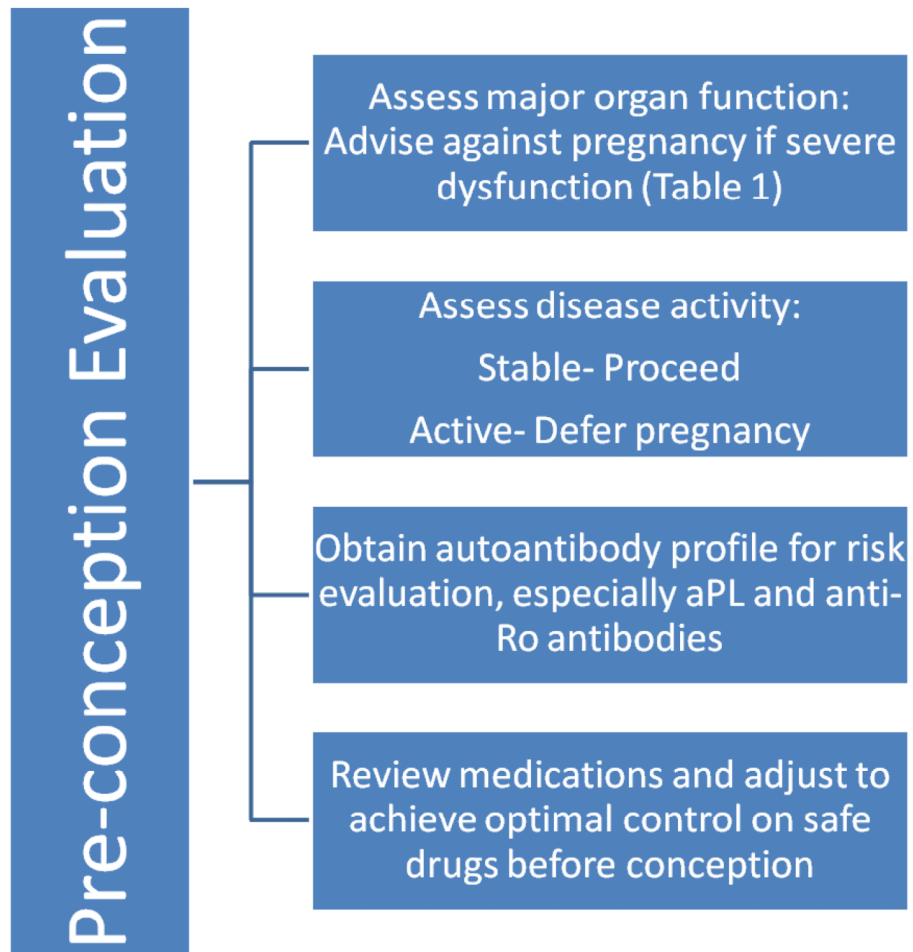 Pre-conception Evaluation
Assess major organ function:
Advise against pregnancy if severe
dysfunction (Table 1)
Assess disease activity:
Stable- Proceed
Active- Defer pregnancy
Obtain autoantibody profile for risk
evaluation, especially aPL and anti-
Ro antibodies
Review medications and adjust to
achieve optimal control on safe
drugs before conception